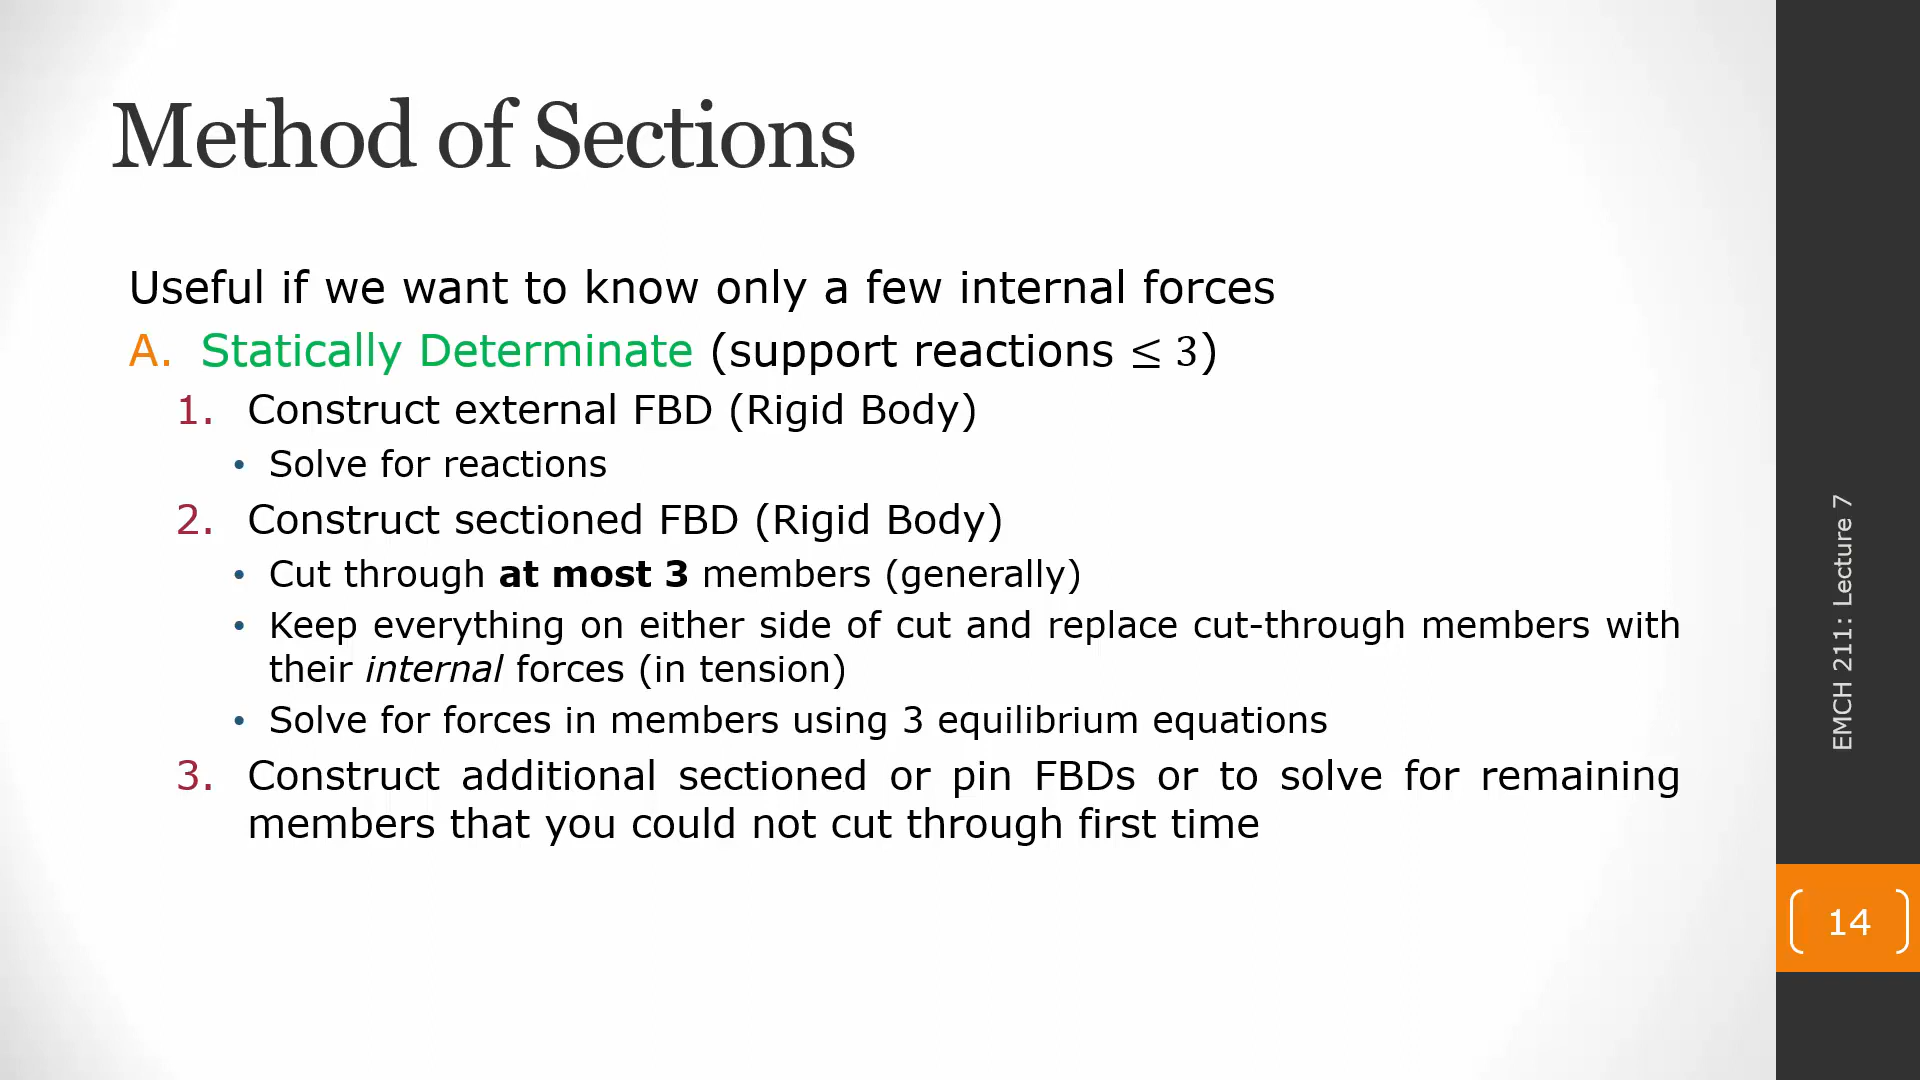 Method of Sections
Useful if we want to know only a few internal forces
A. Statically Determinate (support reactions ≤ 3)
1. Construct external FBD (Rigid Body)
• Solve for reactions
2. Construct sectioned FBD (Rigid Body)
• Cut through at most 3 members (generally)
• Keep everything on either side of cut and replace cut-through members with
their internal forces (in tension)
• Solve for forces in members using 3 equilibrium equations
3. Construct additional sectioned or pin FBDs or to solve for remaining
members that you could not cut through first time
EMCH 211: Lecture 7
14